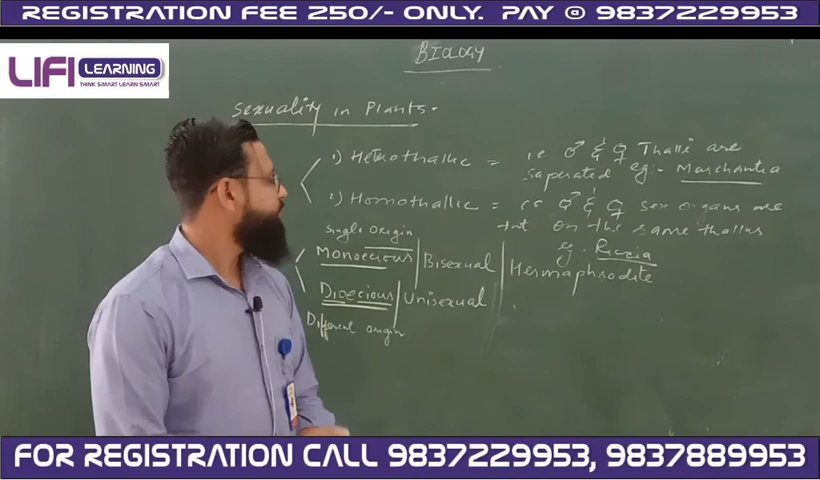 REGISTRATION FEE 250/- ONLY. PAY @ 9837229953
LIFI LEARNING
THINK SMART LEARN SMART
BIOLOGY
Sexuality in Plants.
1) Heterothallic = i.e ♂ & ♀ Thalli are
saperated eg:- Marchantia
2) Homothallic = ♂ & ♀ sex organs are
on the same thallus
eg. Riccia
Single origin
Monoecious | Bisexual | Hermaphrodite
Dioecious | Unisexual
Different origin
FOR REGISTRATION CALL 9837229953, 9837889953